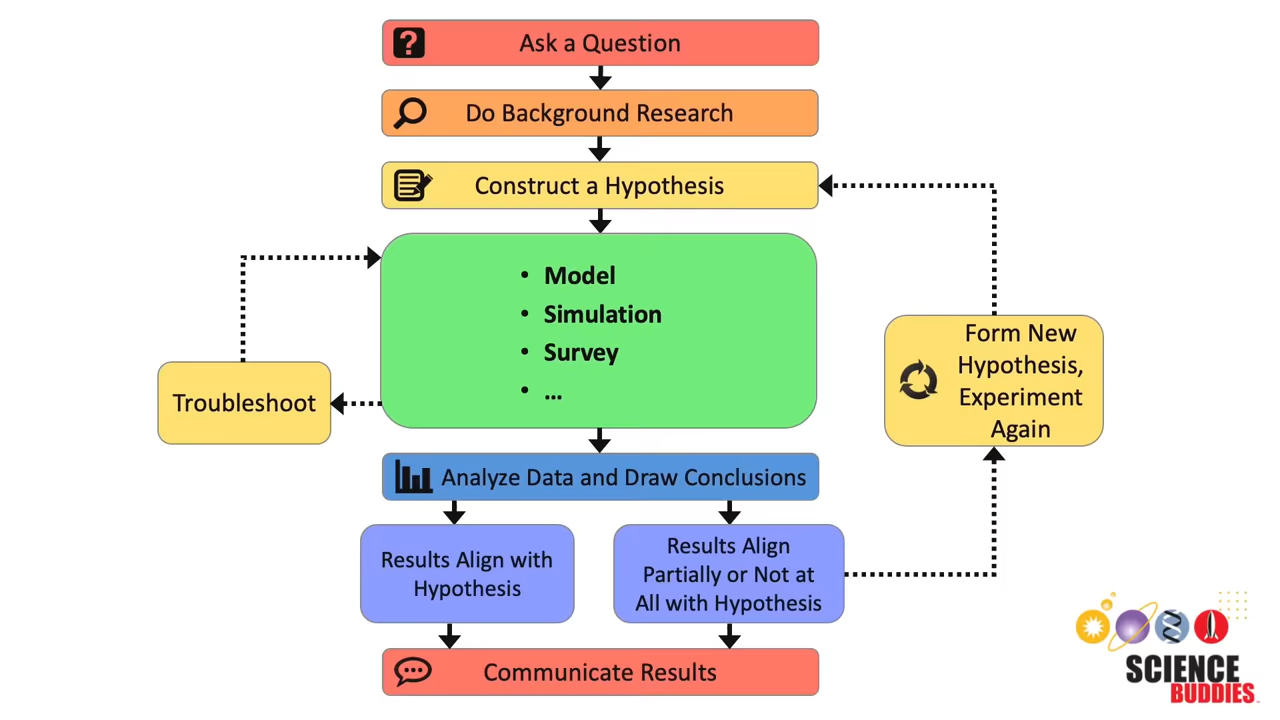 Ask a Question
Do Background Research
Construct a Hypothesis
• Model
• Simulation
• Survey
• ...
Troubleshoot
Form New
Hypothesis,
Experiment
Again
Analyze Data and Draw Conclusions
Results Align with
Hypothesis
Results Align
Partially or Not at
All with Hypothesis
Communicate Results
SCIENCE
BUDDIES